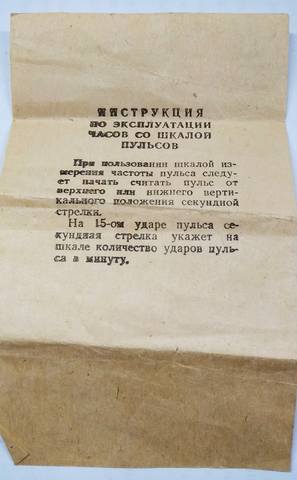 ИНСТРУКЦИЯ
ПО ЭКСПЛУАТАЦИИ
ЧАСОВ СО ШКАЛОЙ
ПУЛЬСОВ
При пользовании шкалой из-
мерения частоты пульса следу-
ет начать считать пульс от
верхнего или нижнего верти-
кального положения секундной
стрелки.
На 15-ом ударе пульса се-
кундная стрелка укажет на
шкале количество ударов пуль-
са в минуту.